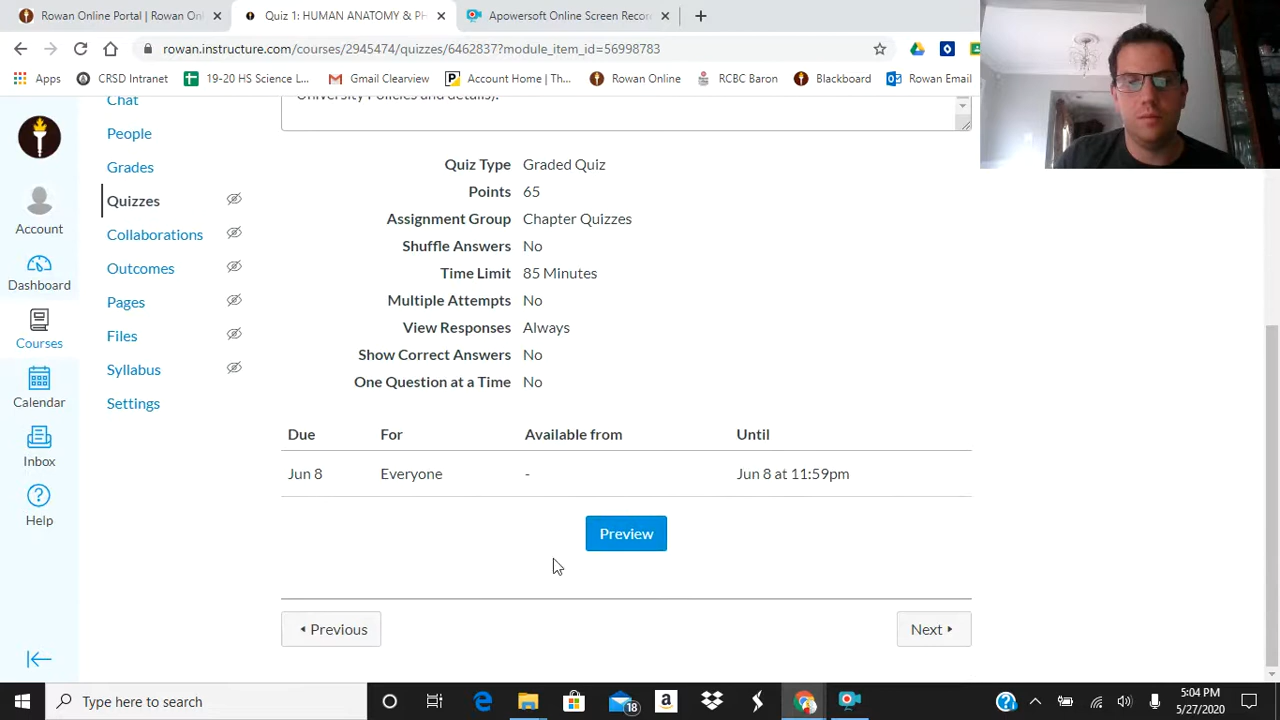 Rowan Online Portal | Rowan Onl
Quiz 1: HUMAN ANATOMY & PH
Apowersoft Online Screen Recor
rowan.instructure.com/courses/2945474/quizzes/6462837?module_item_id=56998783
Apps
CRSD Intranet
19-20 HS Science L...
Gmail Clearview
Account Home | Th...
Rowan Online
RCBC Baron
Blackboard
Rowan Email
University Policies and details).
Chat
People
Grades
Quizzes
Collaborations
Outcomes
Pages
Files
Syllabus
Settings
Account
Dashboard
Courses
Calendar
Inbox
Help
Quiz Type Graded Quiz
Points 65
Assignment Group Chapter Quizzes
Shuffle Answers No
Time Limit 85 Minutes
Multiple Attempts No
View Responses Always
Show Correct Answers No
One Question at a Time No
Due For Available from Until
Jun 8 Everyone - Jun 8 at 11:59pm
Preview
Previous
Next
Type here to search
18
5:04 PM
5/27/2020